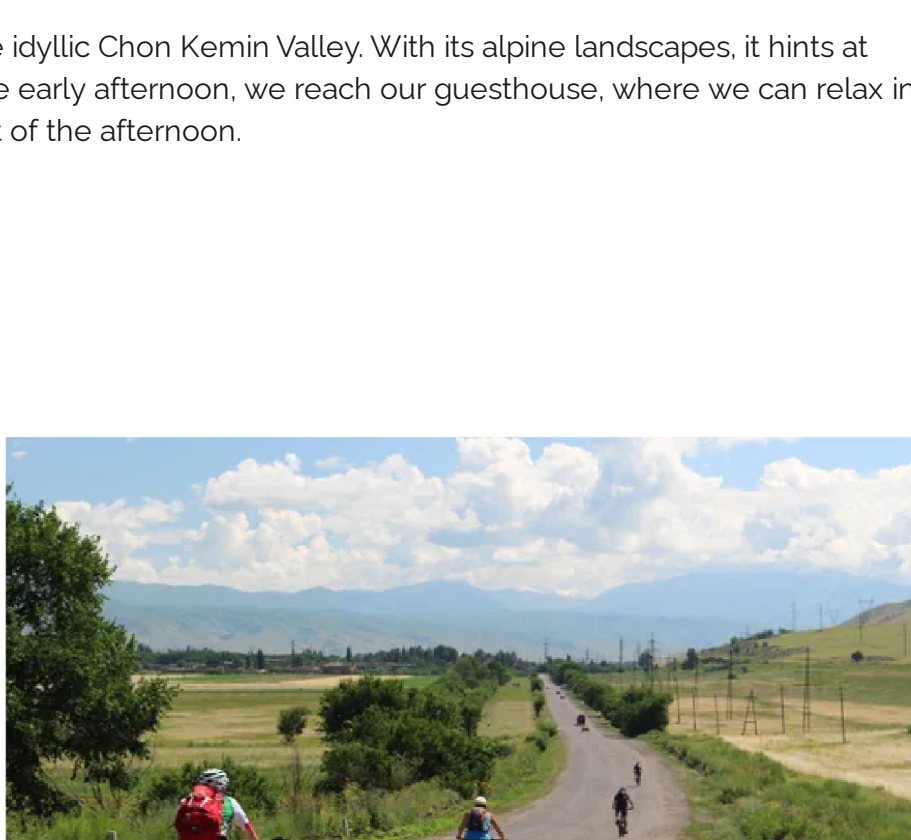 idyllic Chon Kemin Valley. With its alpine landscapes, it hints at
early afternoon, we reach our guesthouse, where we can relax in
of the afternoon.